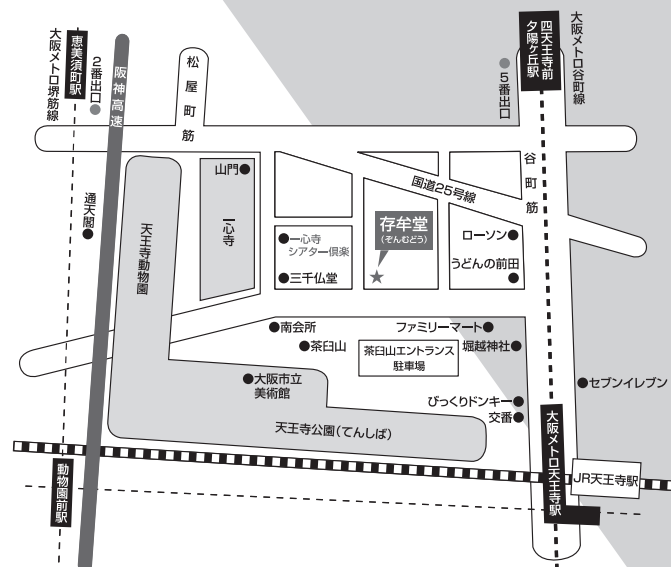 大阪メトロ堺筋線
恵美須町駅
2番出口
阪神高速
松屋町筋
四天王寺前
夕陽ヶ丘駅
大阪メトロ谷町線
5番出口
谷町筋
国道25号線
山門
一心寺
通天閣
天王寺動物園
存牟堂
(ぞんむどう)
一心寺
シアター倶楽
三千仏堂
ローソン
うどんの前田
南会所
茶臼山
ファミリーマート
茶臼山エントランス
駐車場
堀越神社
大阪市立
美術館
びっくりドンキー
交番
セブンイレブン
天王寺公園(てんしば)
大阪メトロ天王寺駅
JR天王寺駅
動物園前駅